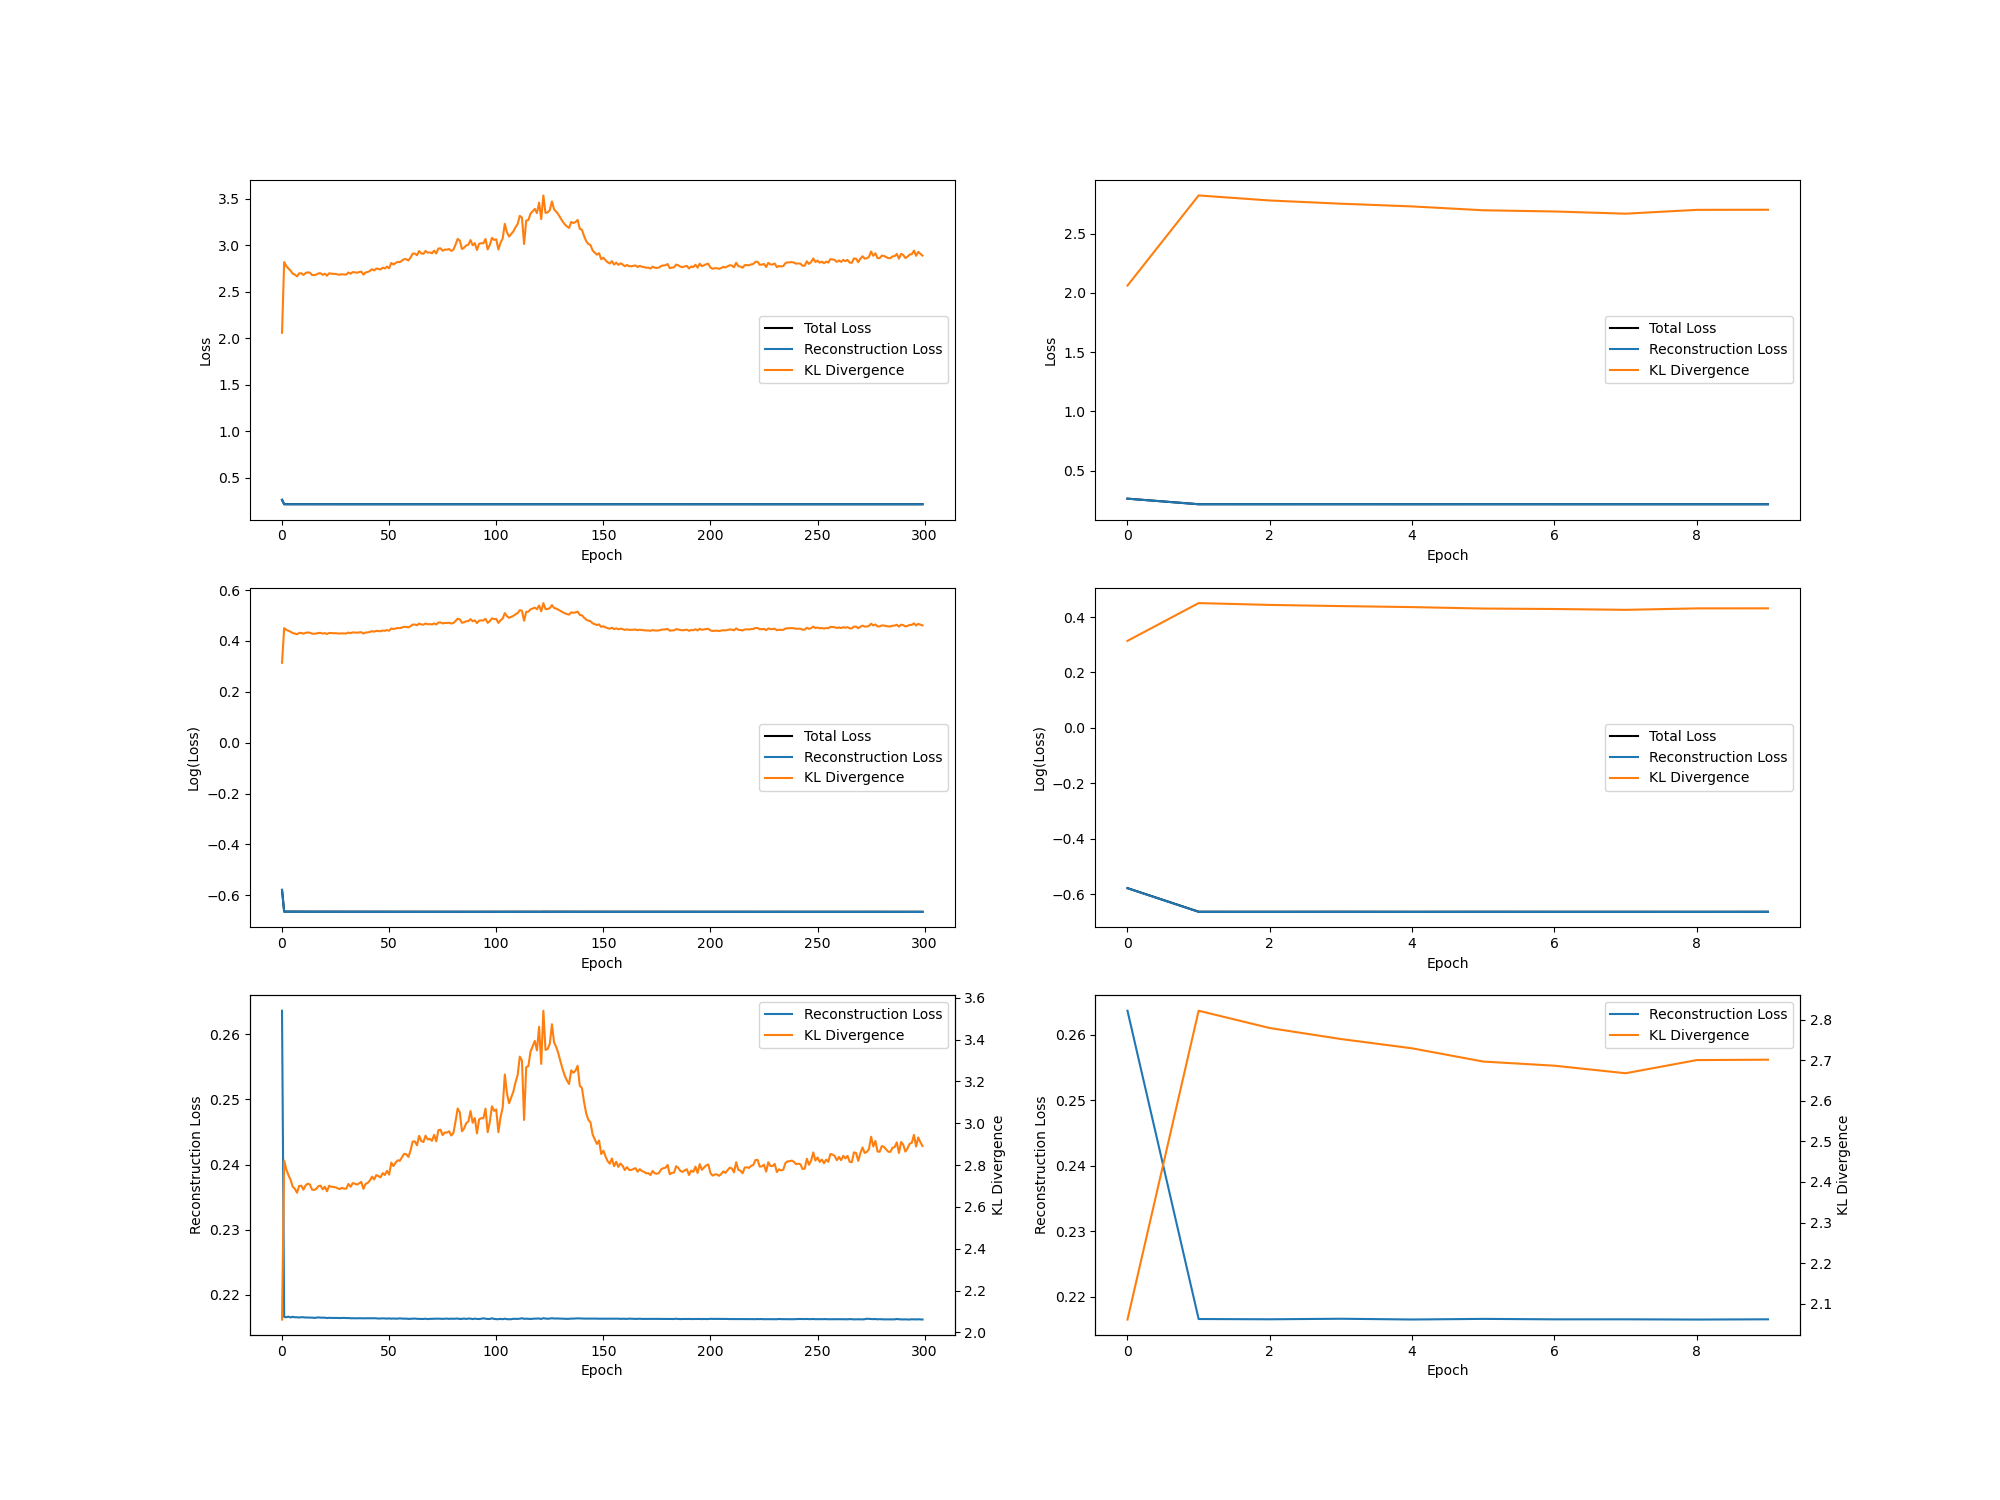 3.5
3.0
2.5
2.0
1.5
1.0
0.5
Loss
Total Loss
Reconstruction Loss
KL Divergence
0 50 100 150 200 250 300
Epoch
2.5
2.0
1.5
1.0
0.5
Loss
Total Loss
Reconstruction Loss
KL Divergence
0 2 4 6 8
Epoch
0.6
0.4
0.2
0.0
−0.2
−0.4
−0.6
Log(Loss)
Total Loss
Reconstruction Loss
KL Divergence
0 50 100 150 200 250 300
Epoch
0.4
0.2
0.0
−0.2
−0.4
−0.6
Log(Loss)
Total Loss
Reconstruction Loss
KL Divergence
0 2 4 6 8
Epoch
0.26
0.25
0.24
0.23
0.22
Reconstruction Loss
Reconstruction Loss
KL Divergence
3.6
3.4
3.2
3.0
2.8
2.6
2.4
2.2
2.0
KL Divergence
0 50 100 150 200 250 300
Epoch
0.26
0.25
0.24
0.23
0.22
Reconstruction Loss
Reconstruction Loss
KL Divergence
2.8
2.7
2.6
2.5
2.4
2.3
2.2
2.1
KL Divergence
0 2 4 6 8
Epoch